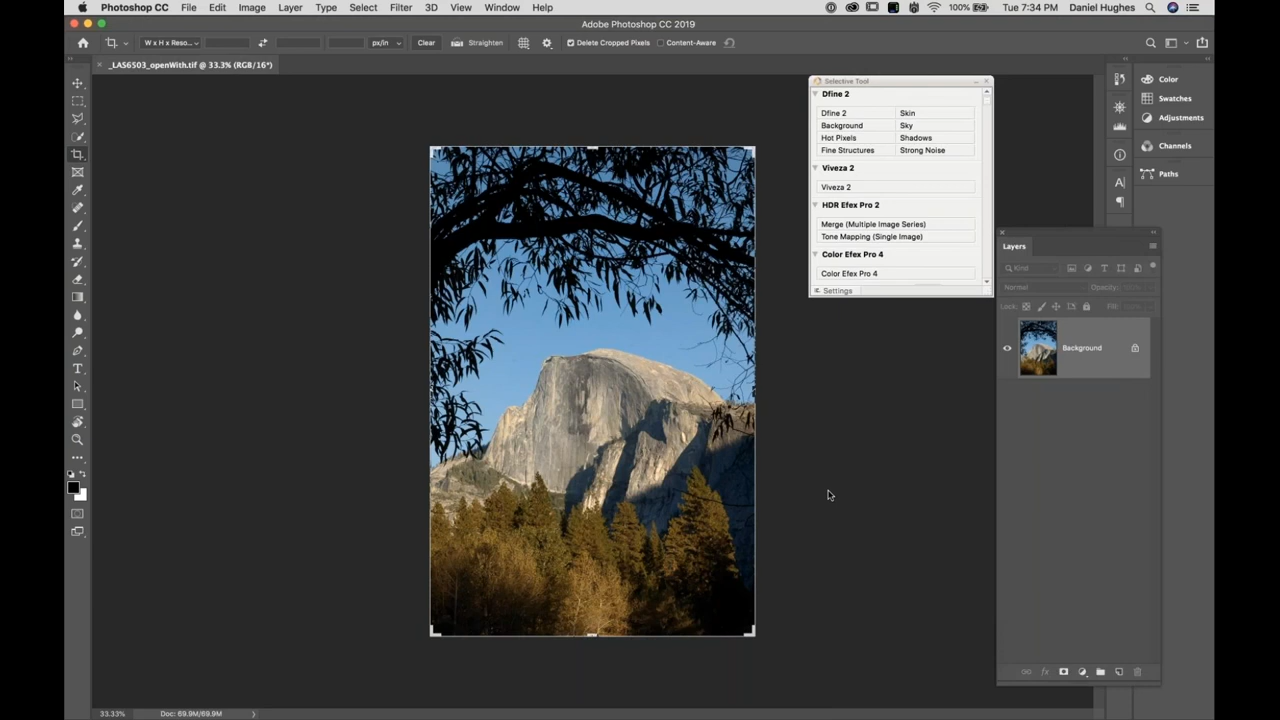 Photoshop CC File Edit Image Layer Type Select Filter 3D View Window Help 100% Tue 7:34 PM Daniel Hughes
Adobe Photoshop CC 2019
W x H x Reso... px/in Clear Straighten Delete Cropped Pixels Content-Aware
_LAS6503_openWith.tif @ 33.3% (RGB/16*)
Selective Tool
Dfine 2
Dfine 2 Skin
Background Sky
Hot Pixels Shadows
Fine Structures Strong Noise
Viveza 2
Viveza 2
HDR Efex Pro 2
Merge (Multiple Image Series)
Tone Mapping (Single Image)
Color Efex Pro 4
Color Efex Pro 4
Settings
Color
Swatches
Adjustments
Channels
Paths
Layers
Kind
Normal Opacity:
Lock: Fill:
Background
33.33% Doc: 69.9M/69.9M